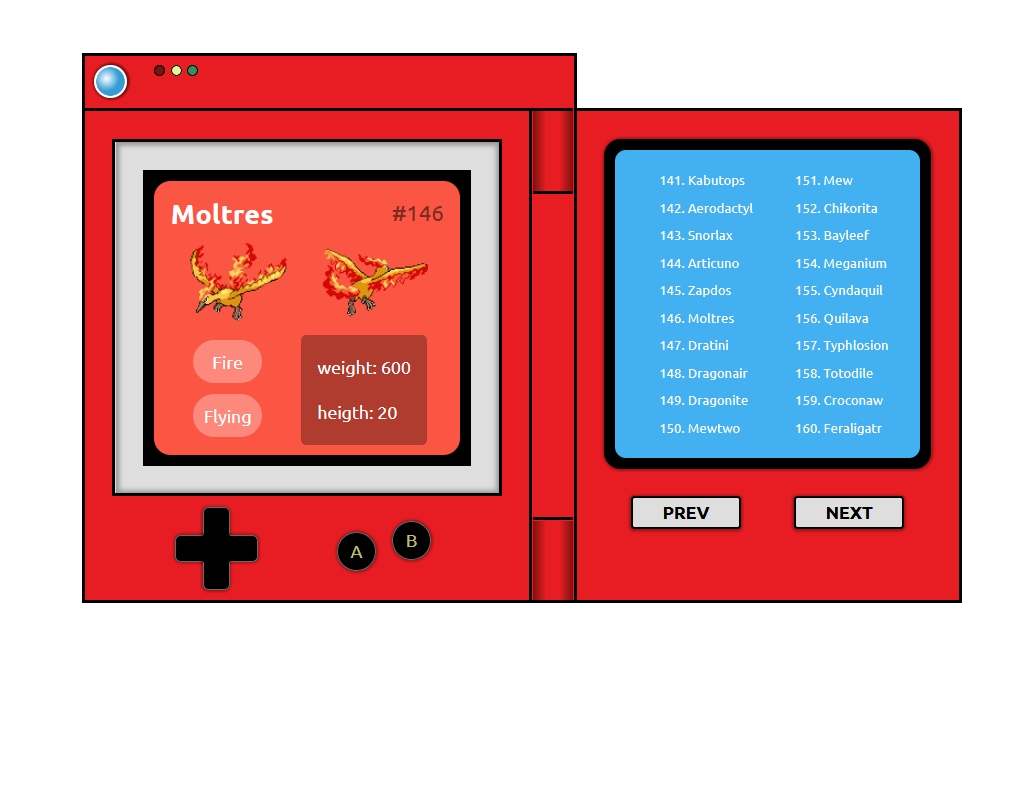 Moltres #146
Fire
Flying
weight: 600
heigth: 20
A
B
141. Kabutops
142. Aerodactyl
143. Snorlax
144. Articuno
145. Zapdos
146. Moltres
147. Dratini
148. Dragonair
149. Dragonite
150. Mewtwo
151. Mew
152. Chikorita
153. Bayleef
154. Meganium
155. Cyndaquil
156. Quilava
157. Typhlosion
158. Totodile
159. Croconaw
160. Feraligatr
PREV
NEXT